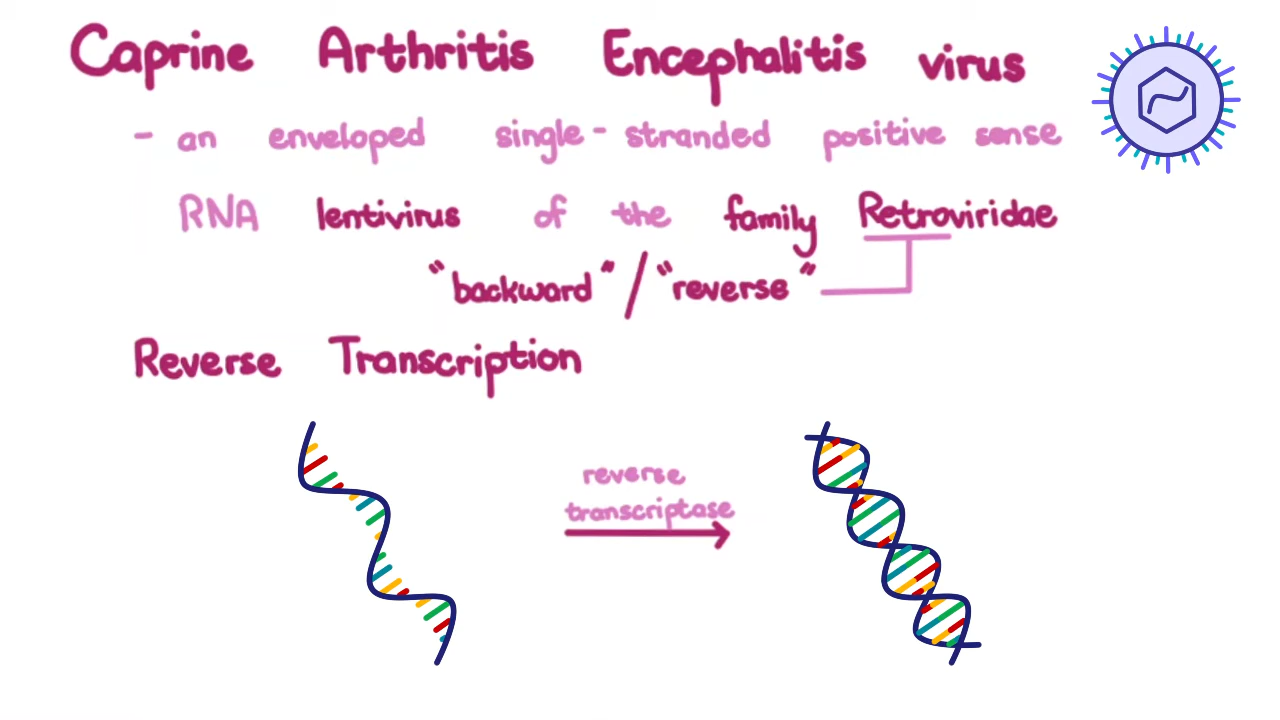 Caprine Arthritis Encephalitis virus
- an enveloped single-stranded positive sense
RNA lentivirus of the family Retroviridae
"backward" / "reverse"
Reverse Transcription
reverse
transcriptase